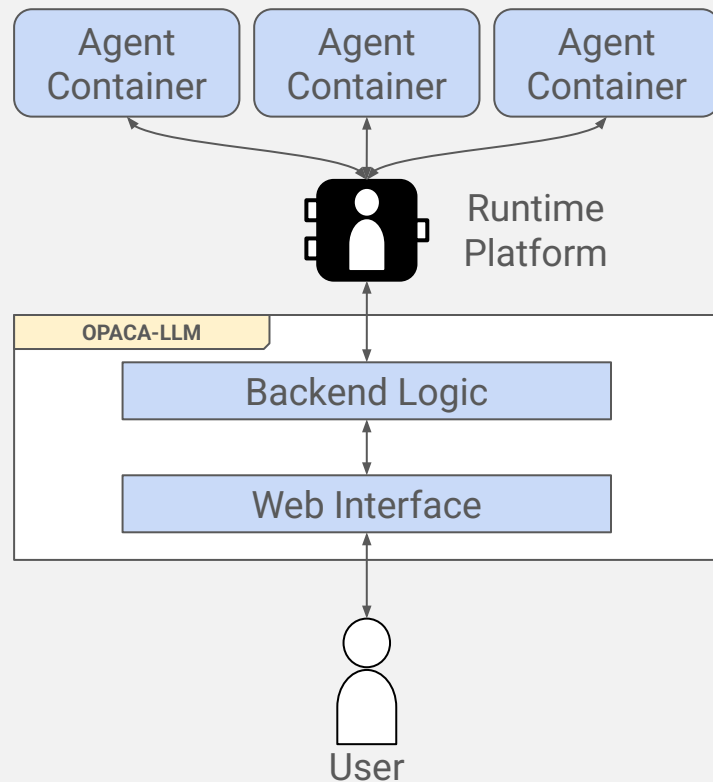 Agent
Container
Agent
Container
Agent
Container
Runtime
Platform
OPACA-LLM
Backend Logic
Web Interface
User